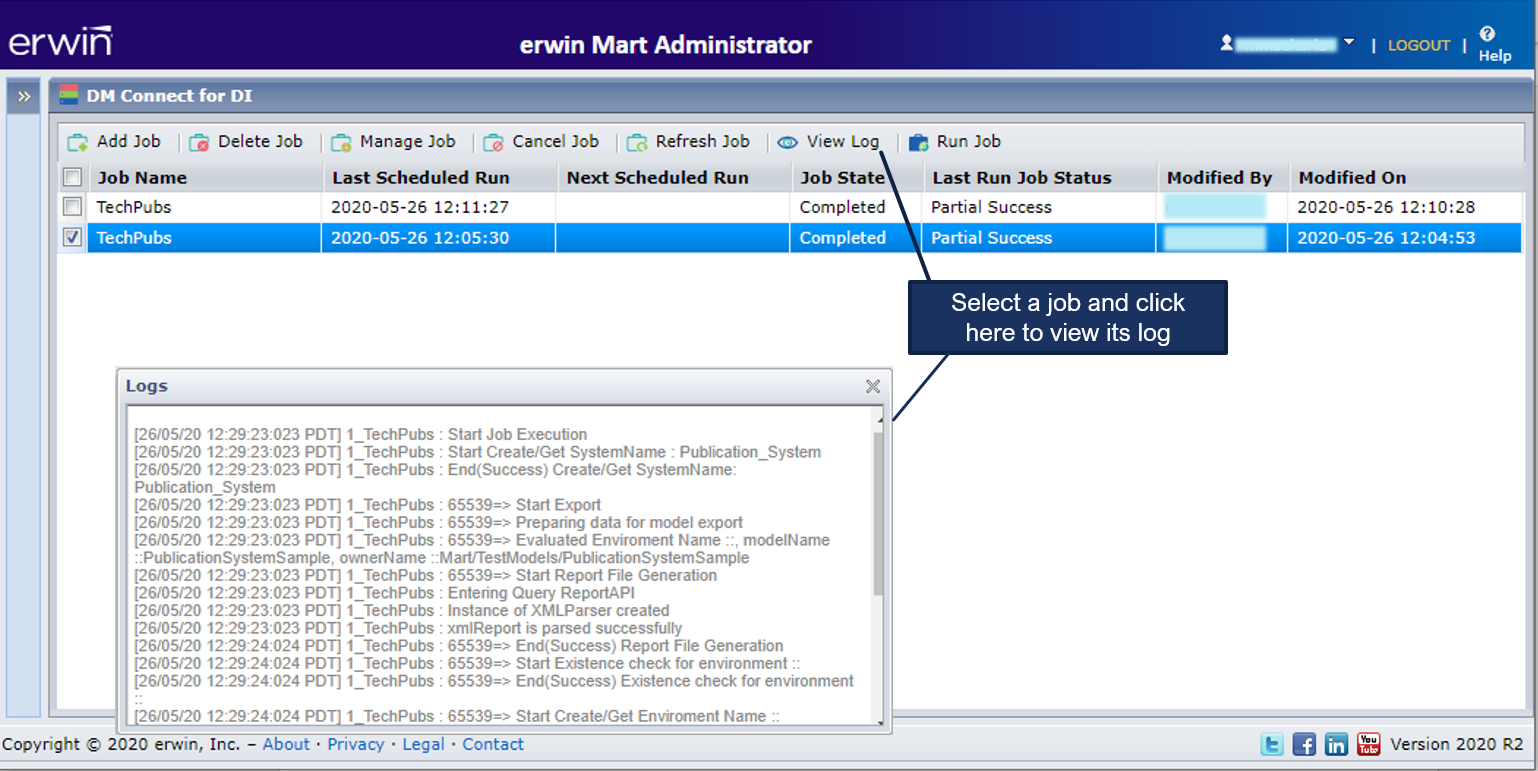 erwin
erwin Mart Administrator
| LOGOUT |
? Help
» DM Connect for DI
Add Job | Delete Job | Manage Job | Cancel Job | Refresh Job | View Log | Run Job
Job Name Last Scheduled Run Next Scheduled Run Job State Last Run Job Status Modified By Modified On
TechPubs 2020-05-26 12:11:27 Completed Partial Success 2020-05-26 12:10:28
TechPubs 2020-05-26 12:05:30 Completed Partial Success 2020-05-26 12:04:53
Select a job and click
here to view its log
Logs
[26/05/20 12:29:23:023 PDT] 1_TechPubs : Start Job Execution
[26/05/20 12:29:23:023 PDT] 1_TechPubs : Start Create/Get SystemName : Publication_System
[26/05/20 12:29:23:023 PDT] 1_TechPubs : End(Success) Create/Get SystemName:
Publication_System
[26/05/20 12:29:23:023 PDT] 1_TechPubs : 65539=> Start Export
[26/05/20 12:29:23:023 PDT] 1_TechPubs : 65539=> Preparing data for model export
[26/05/20 12:29:23:023 PDT] 1_TechPubs : 65539=> Evaluated Enviroment Name ::, modelName
::PublicationSystemSample, ownerName ::Mart/TestModels/PublicationSystemSample
[26/05/20 12:29:23:023 PDT] 1_TechPubs : 65539=> Start Report File Generation
[26/05/20 12:29:23:023 PDT] 1_TechPubs : Entering Query ReportAPI
[26/05/20 12:29:23:023 PDT] 1_TechPubs : Instance of XMLParser created
[26/05/20 12:29:23:023 PDT] 1_TechPubs : xmlReport is parsed successfully
[26/05/20 12:29:24:024 PDT] 1_TechPubs : 65539=> End(Success) Report File Generation
[26/05/20 12:29:24:024 PDT] 1_TechPubs : 65539=> Start Existence check for environment ::
[26/05/20 12:29:24:024 PDT] 1_TechPubs : 65539=> End(Success) Existence check for environment
::
[26/05/20 12:29:24:024 PDT] 1_TechPubs : 65539=> Start Create/Get Enviroment Name ::
Copyright © 2020 erwin, Inc. – About · Privacy · Legal · Contact
t f in You Tube Version 2020 R2